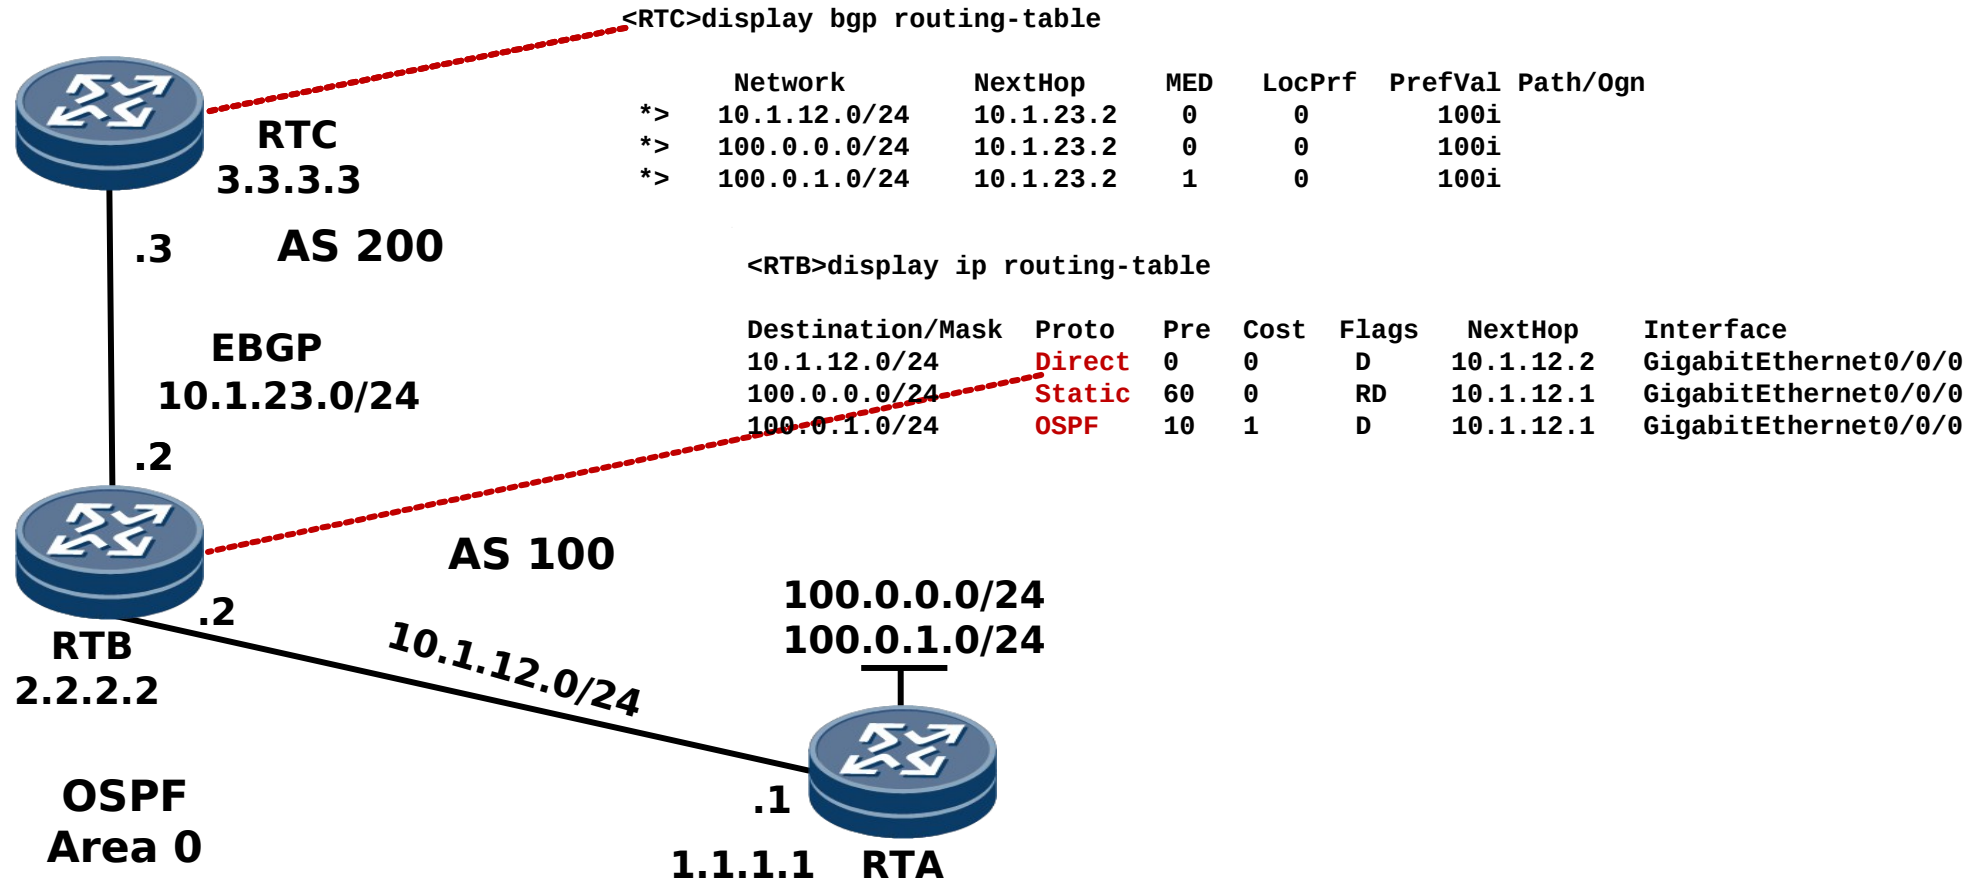 <RTC>display bgp routing-table
Network NextHop MED LocPrf PrefVal Path/Ogn
*> 10.1.12.0/24 10.1.23.2 0 0 100i
*> 100.0.0.0/24 10.1.23.2 0 0 100i
*> 100.0.1.0/24 10.1.23.2 1 0 100i
RTC
3.3.3.3
.3
AS 200
<RTB>display ip routing-table
Destination/Mask Proto Pre Cost Flags NextHop Interface
10.1.12.0/24 Direct 0 0 D 10.1.12.2 GigabitEthernet0/0/0
100.0.0.0/24 Static 60 0 RD 10.1.12.1 GigabitEthernet0/0/0
100.0.1.0/24 OSPF 10 1 D 10.1.12.1 GigabitEthernet0/0/0
EBGP
10.1.23.0/24
.2
AS 100
.2
RTB
2.2.2.2
10.1.12.0/24
100.0.0.0/24
100.0.1.0/24
OSPF
Area 0
.1
1.1.1.1 RTA